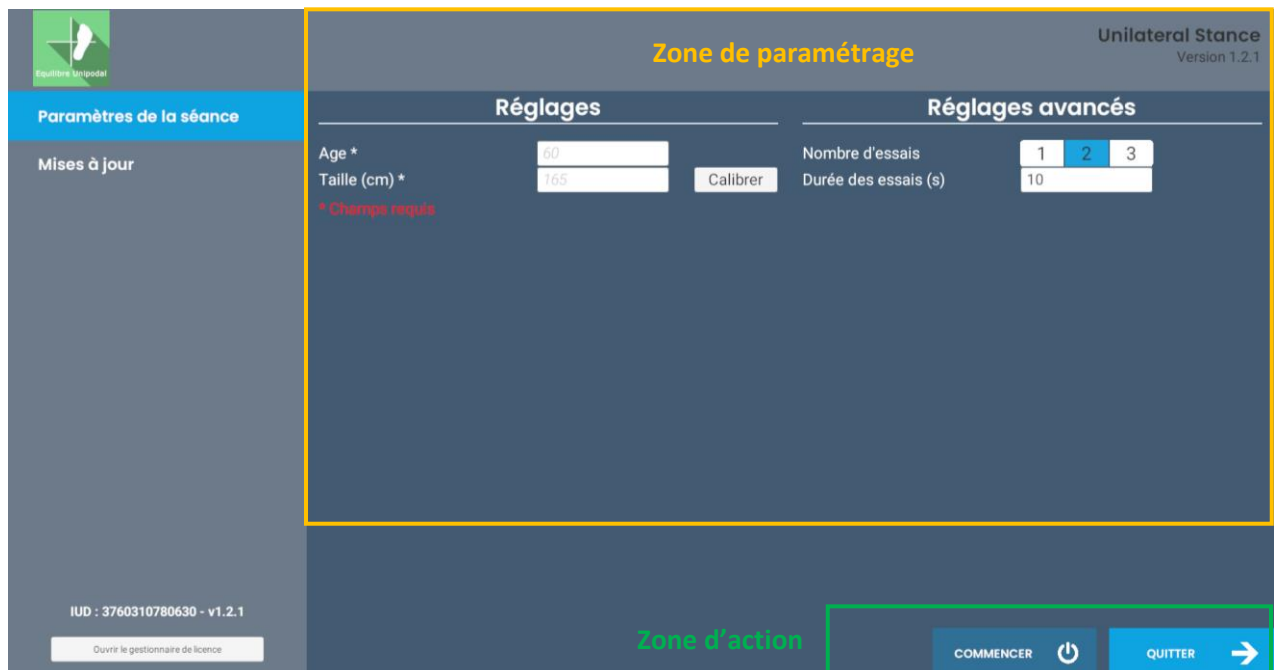 Equilibre Unipodal
Zone de paramétrage
Unilateral Stance
Version 1.2.1
Paramètres de la séance
Mises à jour
Réglages
Age * 60
Taille (cm) * 165 Calibrer
* Champs requis
Réglages avancés
Nombre d'essais 1 2 3
Durée des essais (s) 10
IUD : 3760310780630 - v1.2.1
Ouvrir le gestionnaire de licence
Zone d’action
COMMENCER
QUITTER